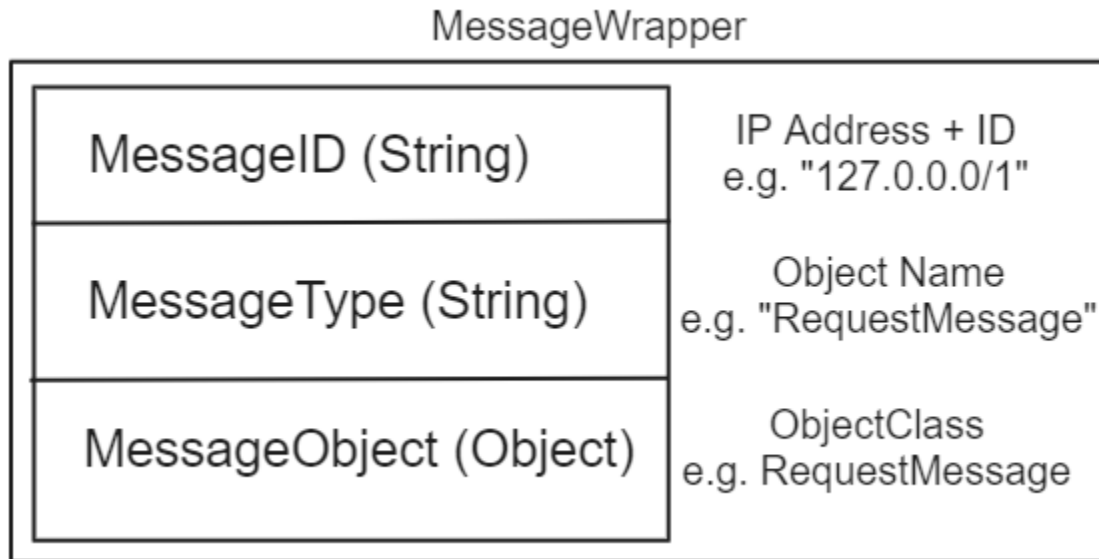 MessageWrapper
MessageID (String)
IP Address + ID
e.g. "127.0.0.0/1"
MessageType (String)
Object Name
e.g. "RequestMessage"
MessageObject (Object)
ObjectClass
e.g. RequestMessage